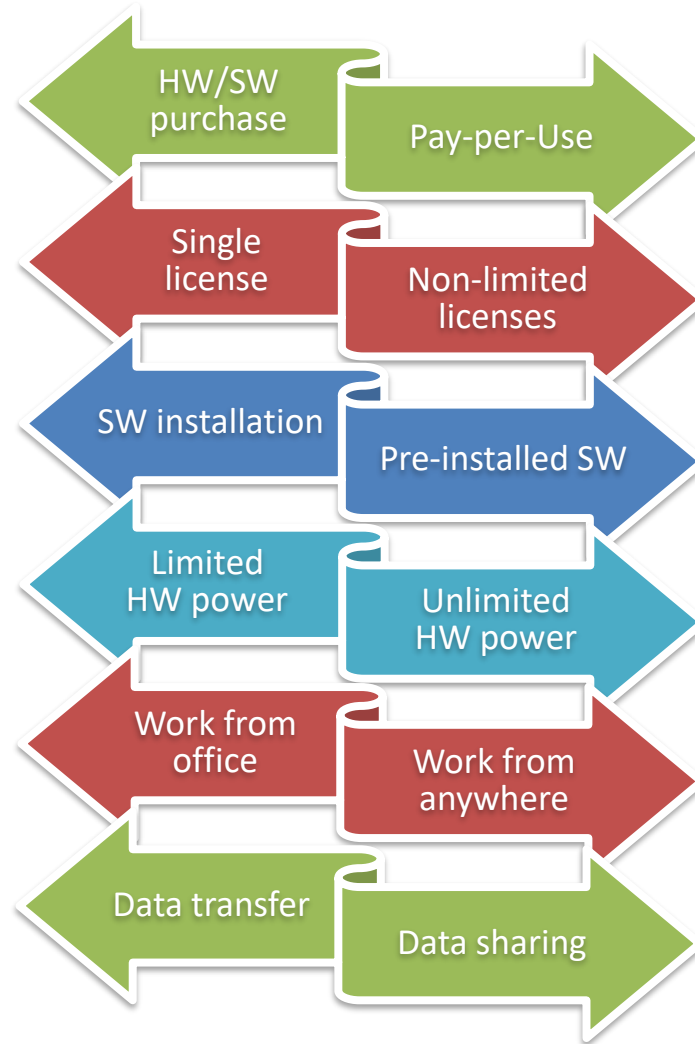 HW/SW
purchase
Pay-per-Use
Single
license
Non-limited
licenses
SW installation
Pre-installed SW
Limited
HW power
Unlimited
HW power
Work from
office
Work from
anywhere
Data transfer
Data sharing